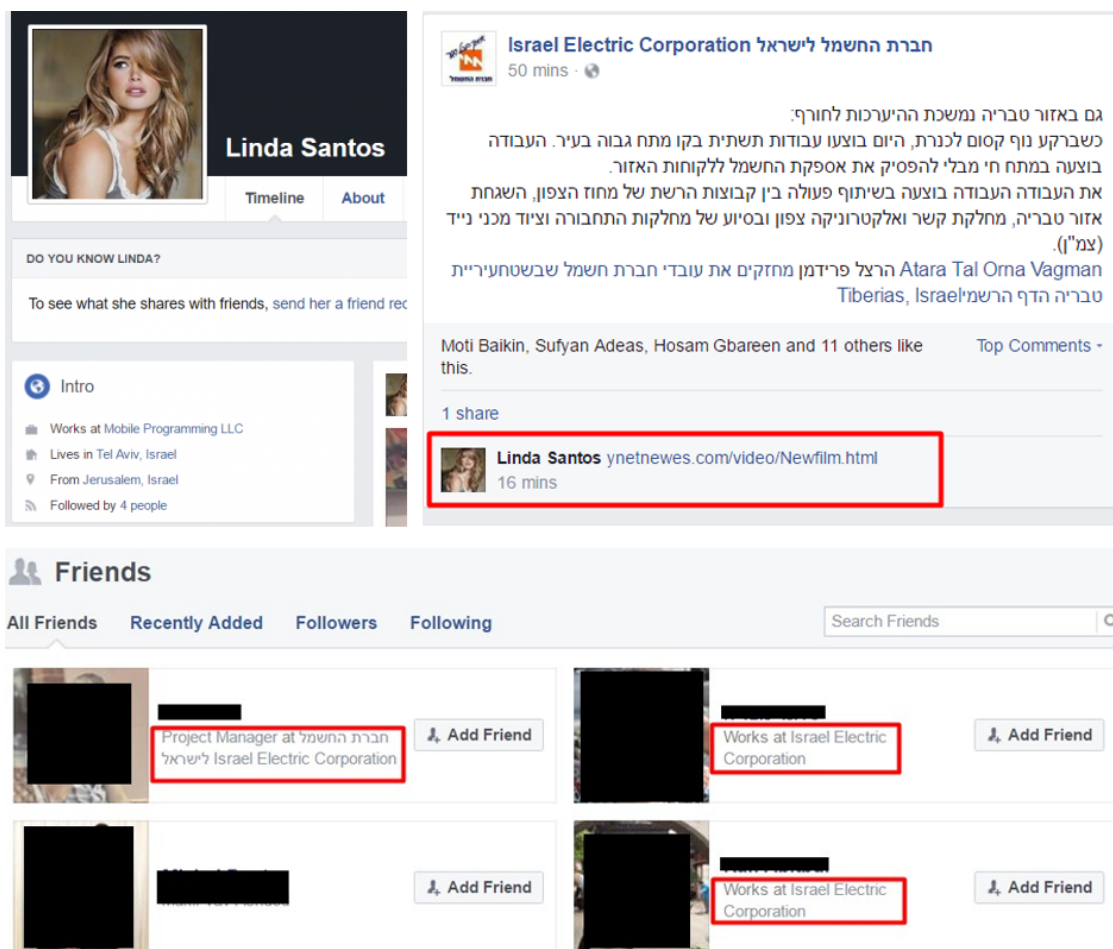 Linda Santos
Timeline About
DO YOU KNOW LINDA?
To see what she shares with friends, send her a friend
Intro
Works at Mobile Programming LLC
Lives in Tel Aviv, Israel
From Jerusalem, Israel
Followed by 4 people
Israel Electric Corporation חברת החשמל לישראל
50 mins ·
חברת החשמל
גם באזור טבריה נמשכת ההיערכות לחורף:
כשברקע נוף קסום לכנרת, היום בוצעו עבודות תשתית בקו מתח גבוה בעיר. העבודה
בוצעה במתח חי מבלי להפסיק את אספקת החשמל ללקוחות האזור.
את העבודה העבודה בוצעה בשיתוף פעולה בין קבוצות הרשת של מחוז הצפון, השגחת
אזור טבריה, מחלקת קשר ואלקטרוניקה צפון ובסיוע של מחלקות התחבורה וציוד מכני נייד
(צמ"ן).
Atara Tal Orna Vagman הרצל פרידמן מחזקים את עובדי חברת חשמל שבשטחעיריית
טבריה הדף הרשמיTiberias, Israel
Moti Baikin, Sufyan Adeas, Hosam Gbareen and 11 others like
this.
Top Comments
1 share
Linda Santos ynetnewes.com/video/Newfilm.html
16 mins
Friends
All Friends Recently Added Followers Following
Search Friends
Project Manager at חברת החשמל
לישראל Israel Electric Corporation
Add Friend
Works at Israel Electric
Corporation
Add Friend
Add Friend
Works at Israel Electric
Corporation
Add Friend